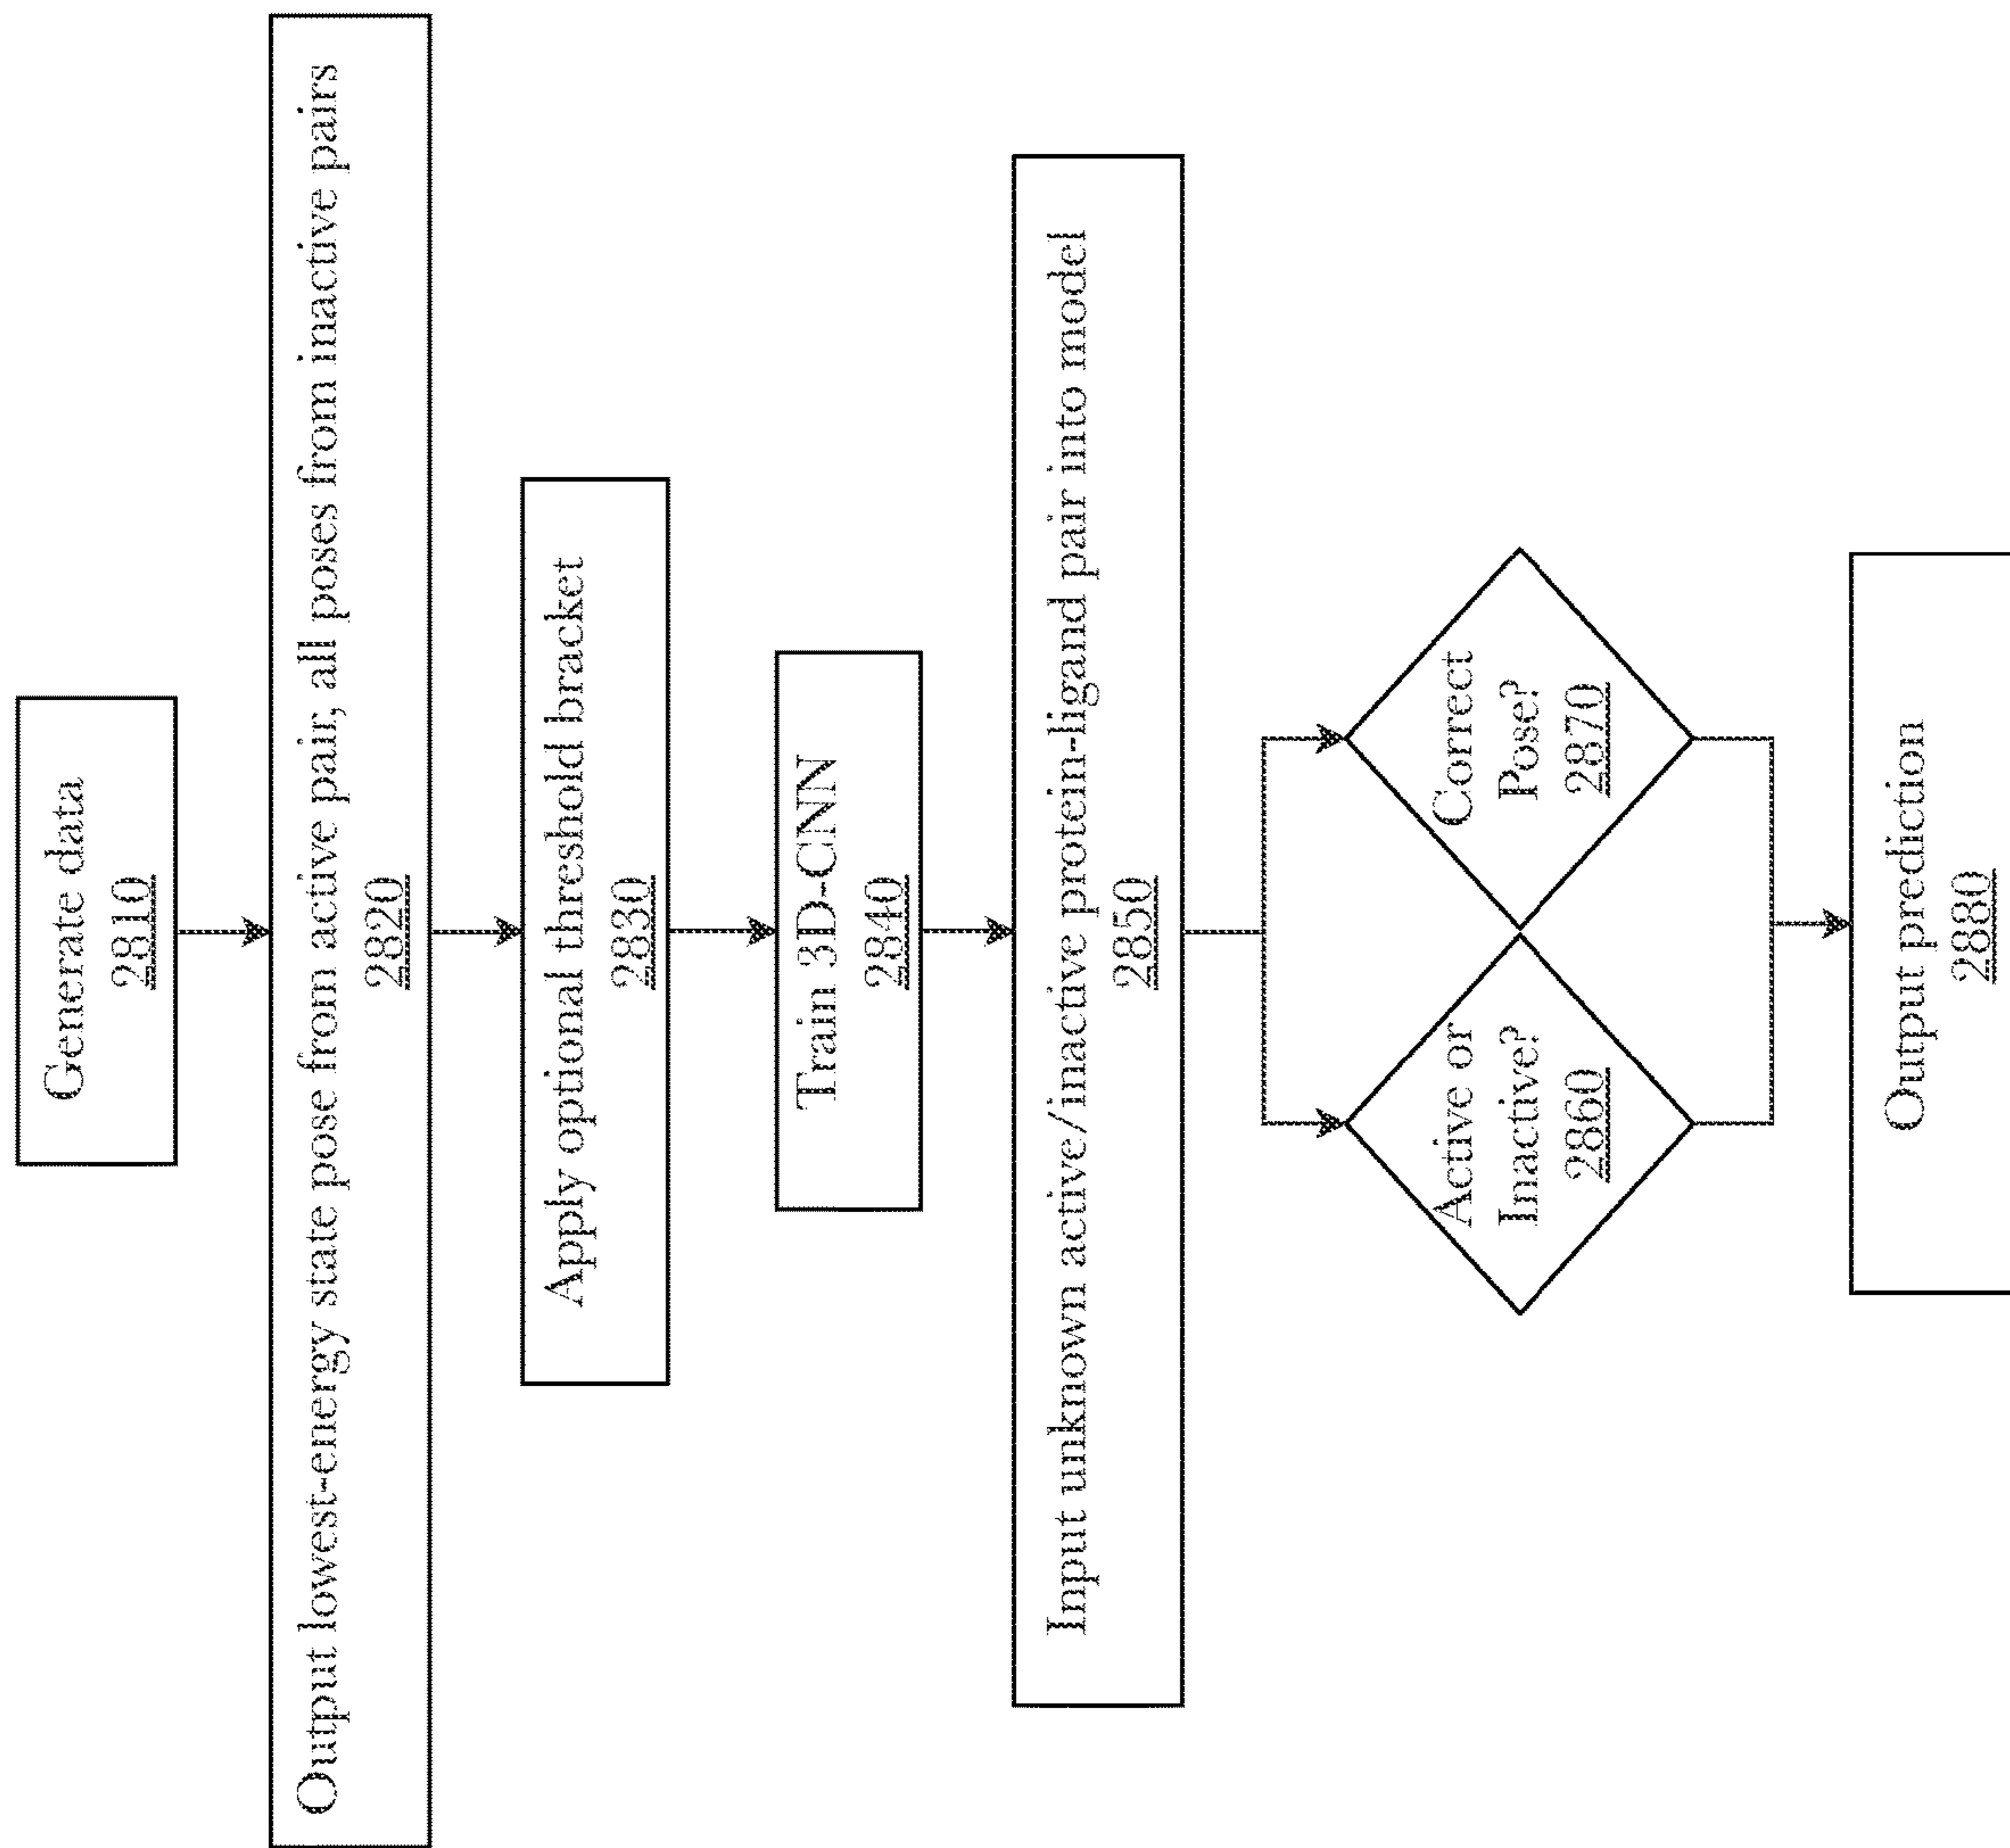 Generate data
2810
Output lowest-energy state pose from active pair, all poses from inactive pairs
2820
Apply optional threshold bracket
2830
Train 3D-CNN
2840
Input unknown active/inactive protein-ligand pair into model
2850
Active or
Inactive?
2860
Correct
Pose?
2870
Output prediction
2880